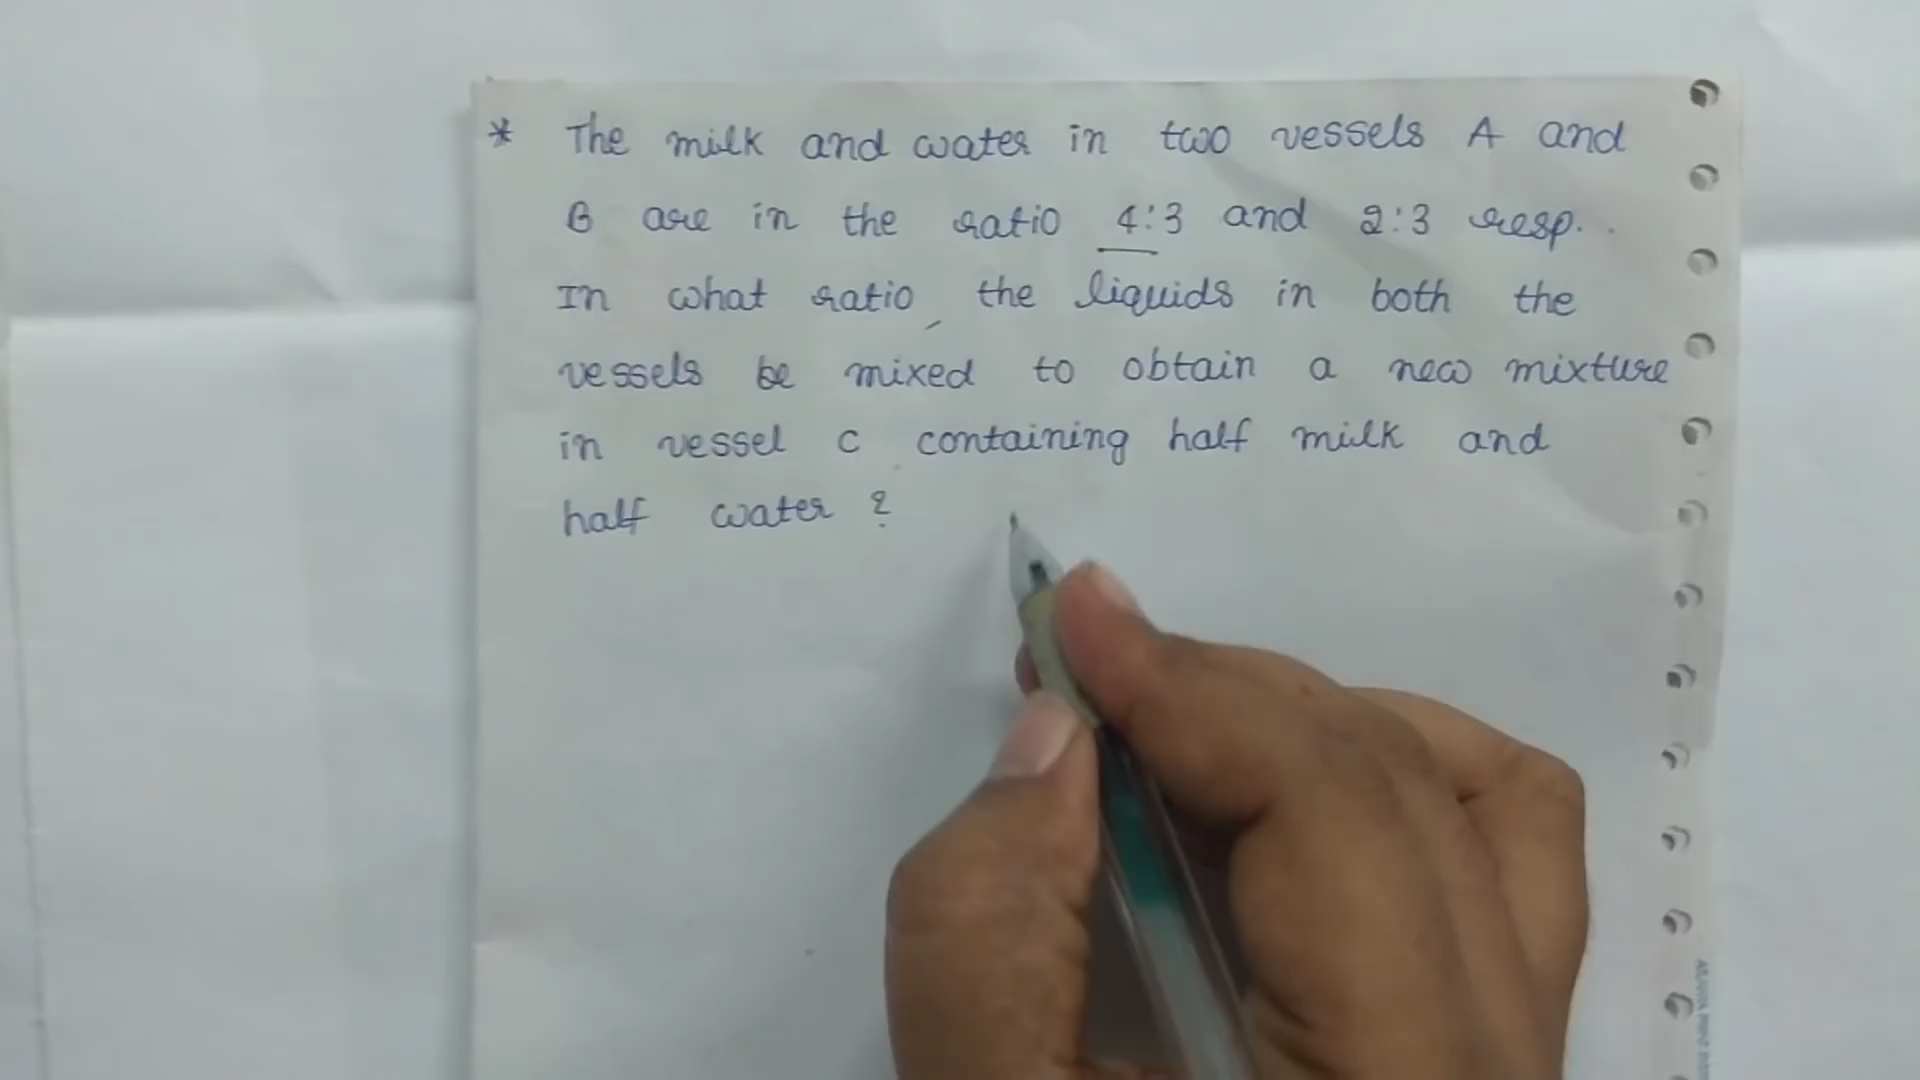 * The milk and water in two vessels A and
B are in the ratio 4:3 and 2:3 resp..
In what ratio, the liquids in both the
vessels be mixed to obtain a new mixture
in vessel C containing half milk and
half water ?